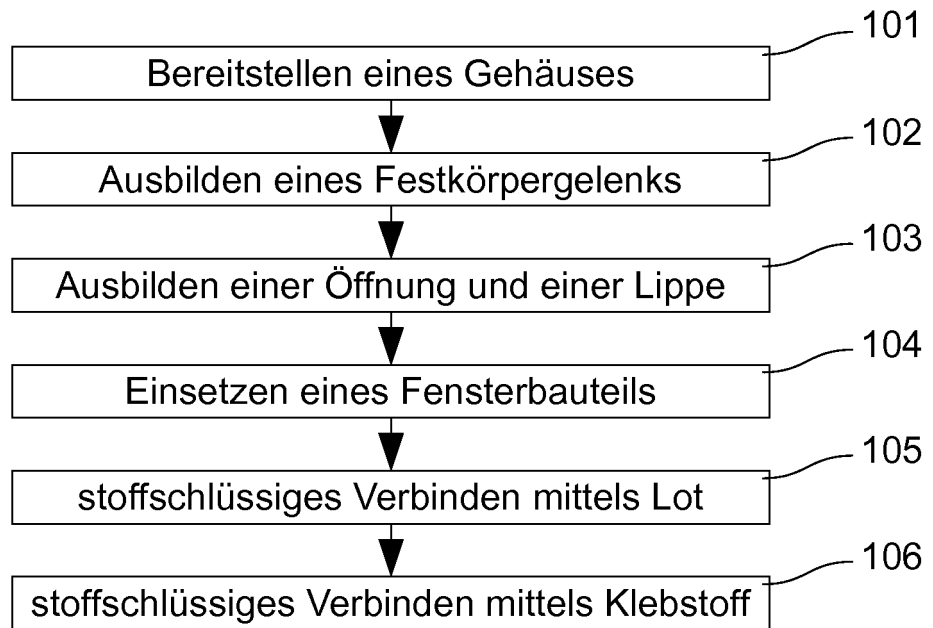 101
Bereitstellen eines Gehäuses
102
Ausbilden eines Festkörpergelenks
103
Ausbilden einer Öffnung und einer Lippe
104
Einsetzen eines Fensterbauteils
105
stoffschlüssiges Verbinden mittels Lot
106
stoffschlüssiges Verbinden mittels Klebstoff